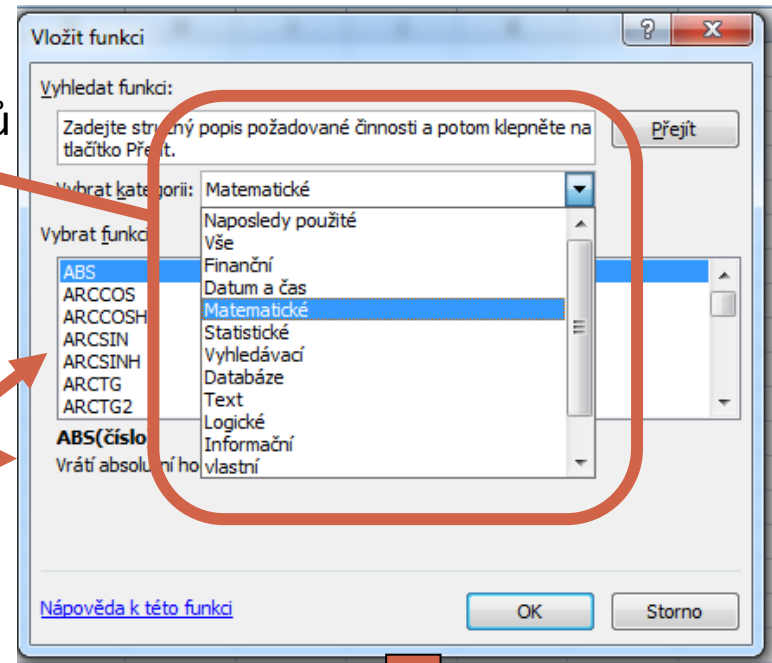 Vložit funkci
Vyhledat funkci:
ů
Zadejte stručný popis požadované činnosti a potom klepněte na
tlačítko Přejít.
Přejít
Vybrat kategorii: Matematické
Vybrat funkci
Naposledy použité
Vše
Finanční
Datum a čas
Matematické
Statistické
Vyhledávací
Databáze
Text
Logické
Informační
vlastní
ABS
ARCCOS
ARCCOSH
ARCSIN
ARCSINH
ARCTG
ARCTG2
ABS(číslo
Vrátí absolutní ho
Nápověda k této funkci
OK
Storno